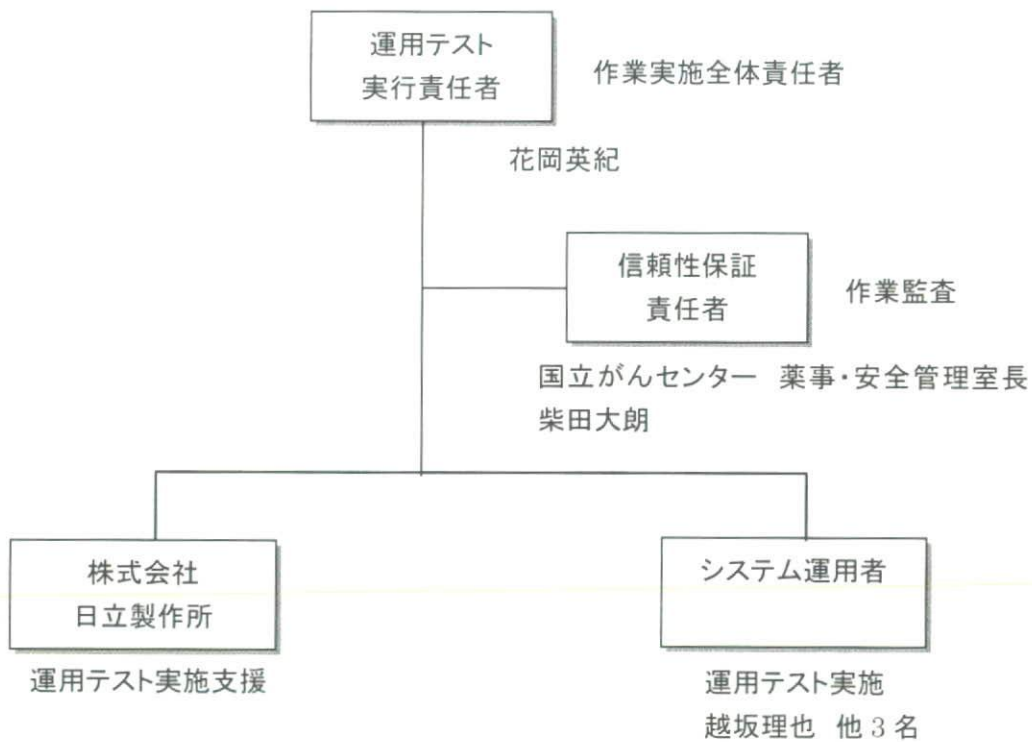 運用テスト
実行責任者
作業実施全体責任者
花岡英紀
信頼性保証
責任者
作業監査
国立がんセンター 薬事・安全管理室長
柴田大朗
株式会社
日立製作所
運用テスト実施支援
システム運用者
運用テスト実施
越坂理也 他3名